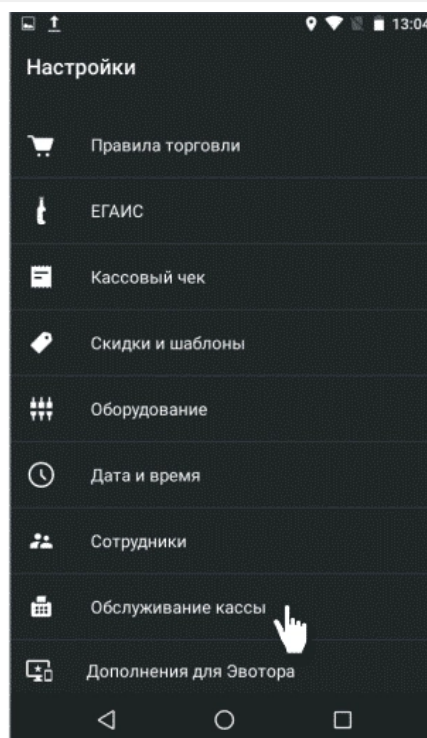 13:04
Настройки
Правила торговли
ЕГАИС
Кассовый чек
Скидки и шаблоны
Оборудование
Дата и время
Сотрудники
Обслуживание кассы
Дополнения для Эвотора